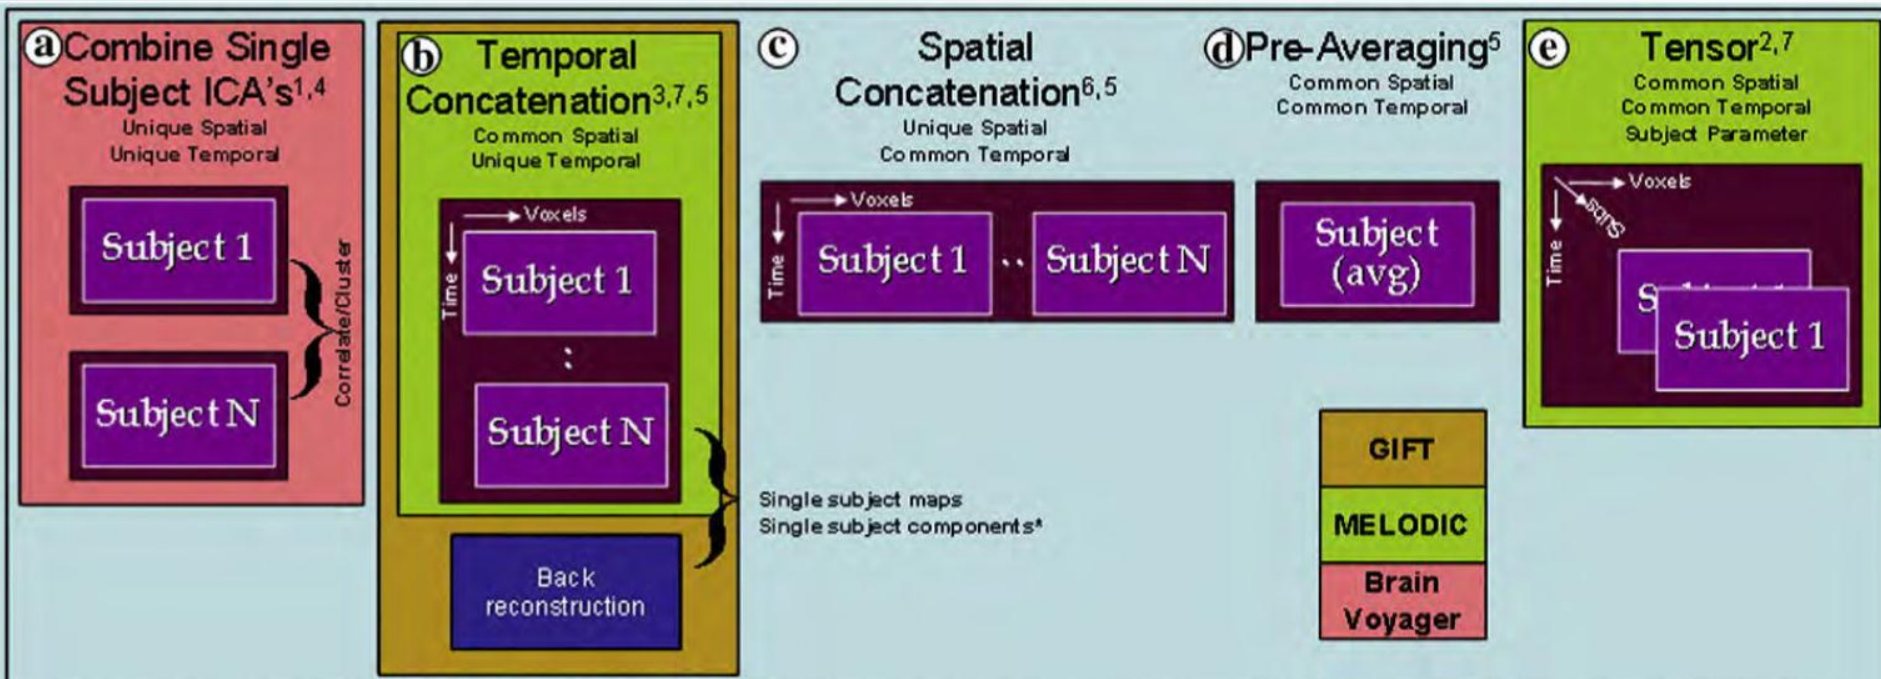 a Combine Single
Subject ICA's1,4
Unique Spatial
Unique Temporal
Subject 1
Subject N
Correlate/Cluster
b Temporal
Concatenation3,7,5
Common Spatial
Unique Temporal
Voxels
Time
Subject 1
:
Subject N
Back
reconstruction
Single subject maps
Single subject components*
c Spatial
Concatenation6,5
Unique Spatial
Common Temporal
Voxels
Time
Subject 1 .. Subject N
d Pre-Averaging5
Common Spatial
Common Temporal
Subject
(avg)
e Tensor2,7
Common Spatial
Common Temporal
Subject Parameter
Voxels
Subs
Time
Subject 1
GIFT
MELODIC
Brain
Voyager